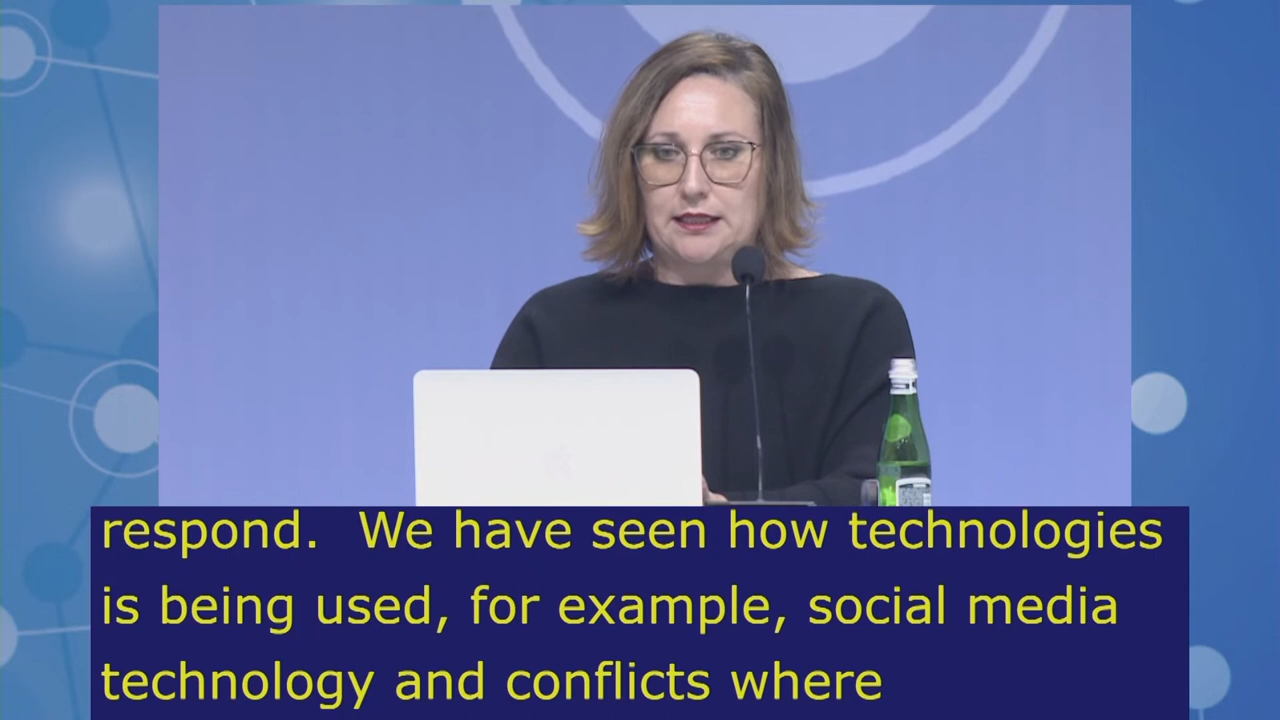 respond.  We have seen how technologies
is being used, for example, social media
technology and conflicts where